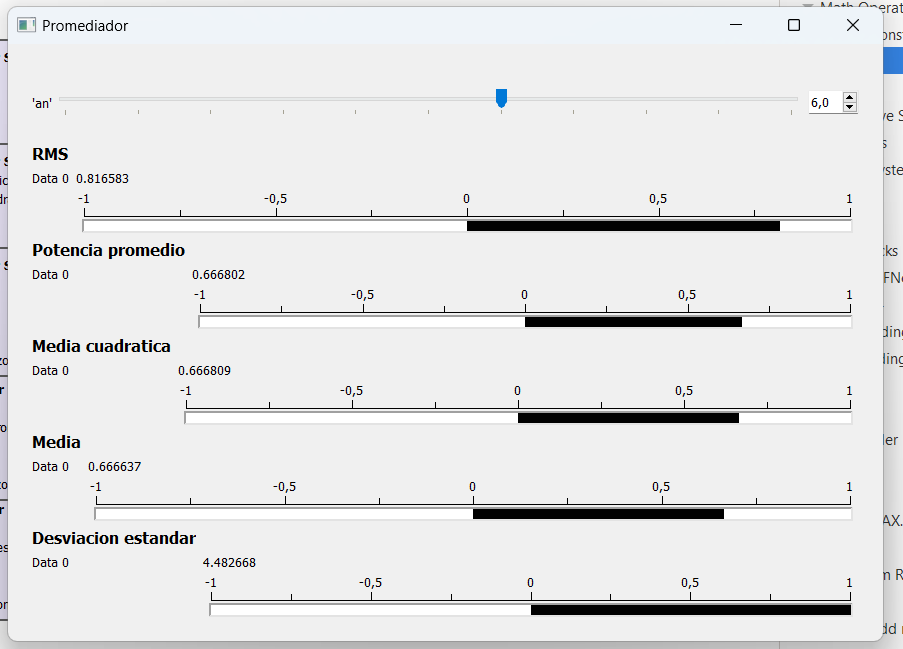 Promediador
'an' 6,0
RMS
Data 0 0.816583
-1 -0,5 0 0,5 1
Potencia promedio
Data 0 0.666802
-1 -0,5 0 0,5 1
Media cuadratica
Data 0 0.666809
-1 -0,5 0 0,5 1
Media
Data 0 0.666637
-1 -0,5 0 0,5 1
Desviacion estandar
Data 0 4.482668
-1 -0,5 0 0,5 1